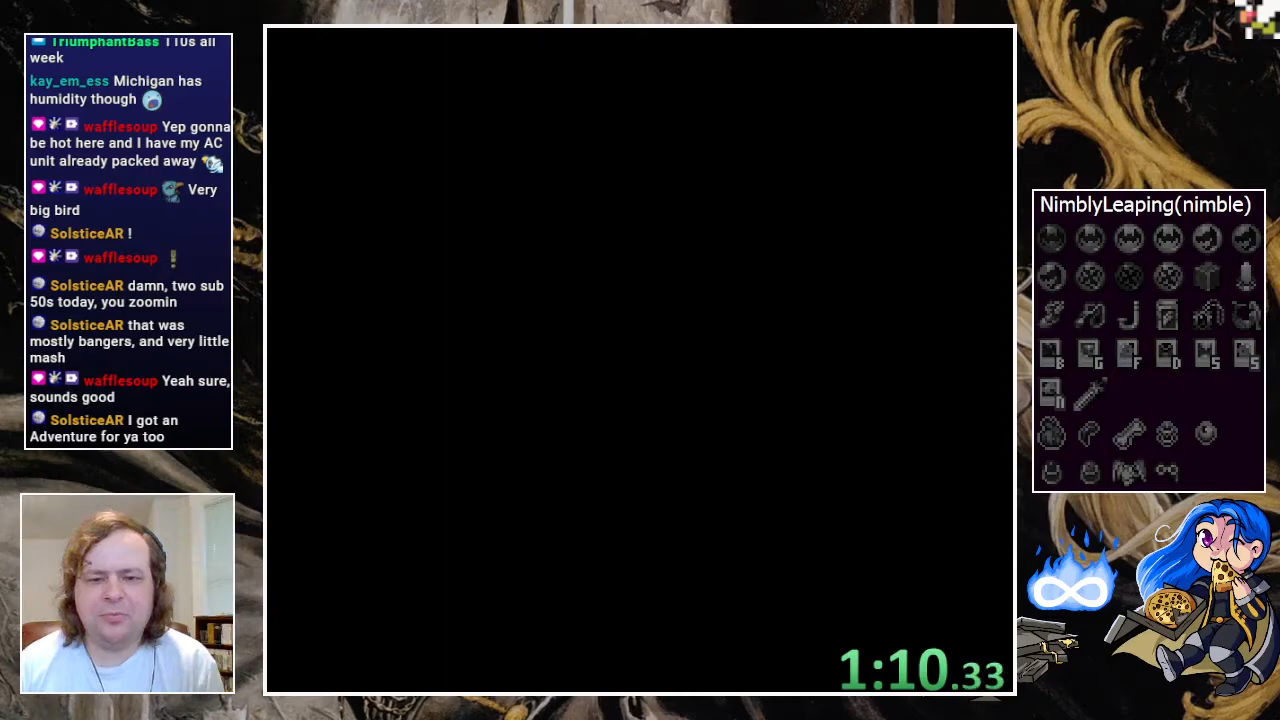 TriumphantBass 110s all
week
kay_em_ess Michigan has
humidity though
wafflesoup Yep gonna
be hot here and I have my AC
unit already packed away
wafflesoup Very
big bird
SolsticeAR !
wafflesoup
SolsticeAR damn, two sub
50s today, you zoomin
SolsticeAR that was
mostly bangers, and very little
mash
wafflesoup Yeah sure,
sounds good
SolsticeAR I got an
Adventure for ya too
NimblyLeaping(nimble)
B G F D S S
n
1:10.33